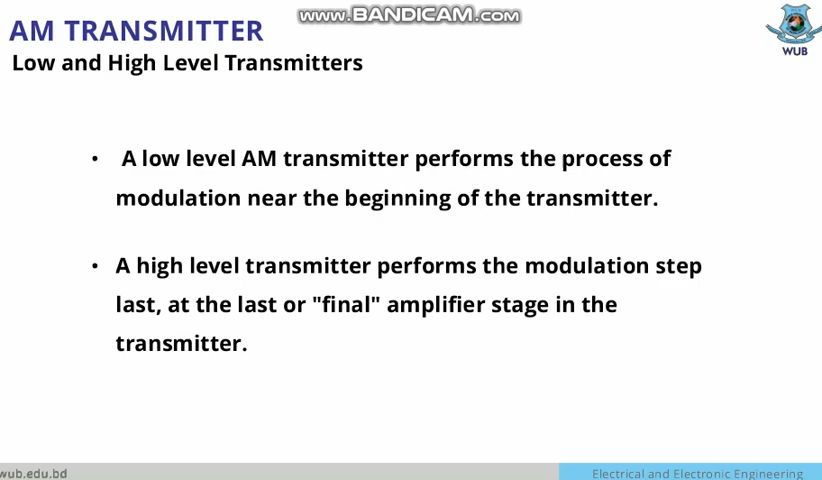 www.BANDICAM.com
AM TRANSMITTER
WUB
Low and High Level Transmitters
• A low level AM transmitter performs the process of
modulation near the beginning of the transmitter.
• A high level transmitter performs the modulation step
last, at the last or "final" amplifier stage in the
transmitter.
wub.edu.bd
Electrical and Electronic Engineering